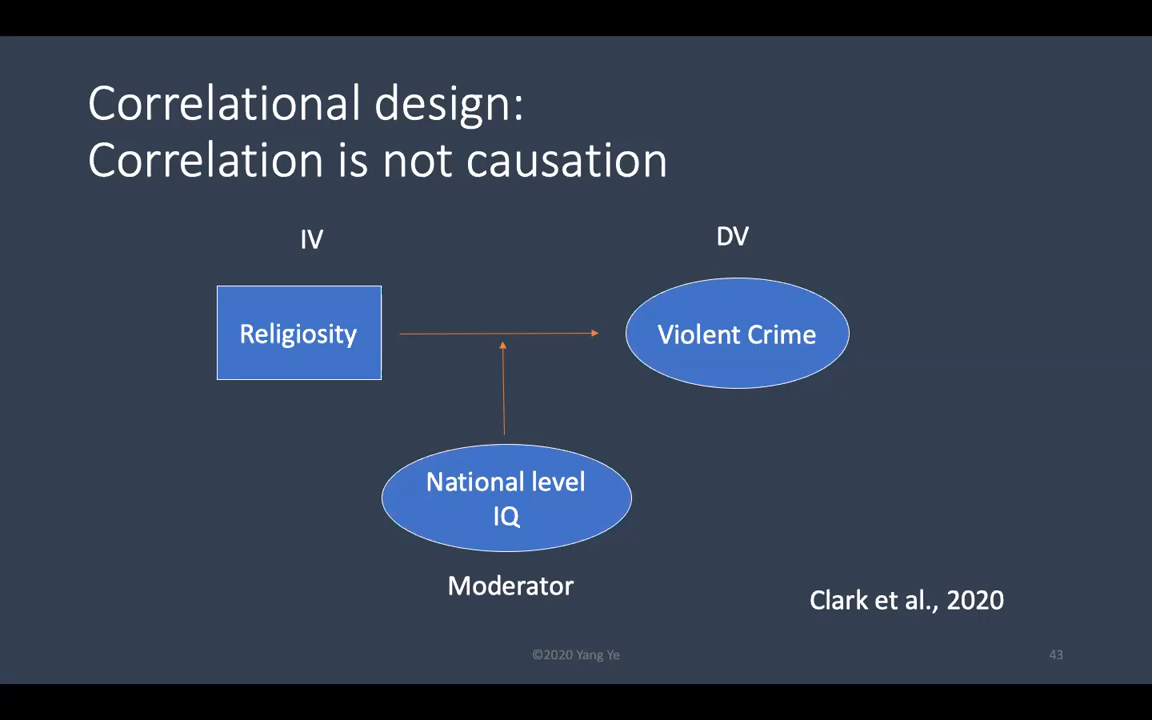 Correlational design:
Correlation is not causation
IV
DV
Religiosity
Violent Crime
National level
IQ
Moderator
Clark et al., 2020
©2020 Yang Ye
43